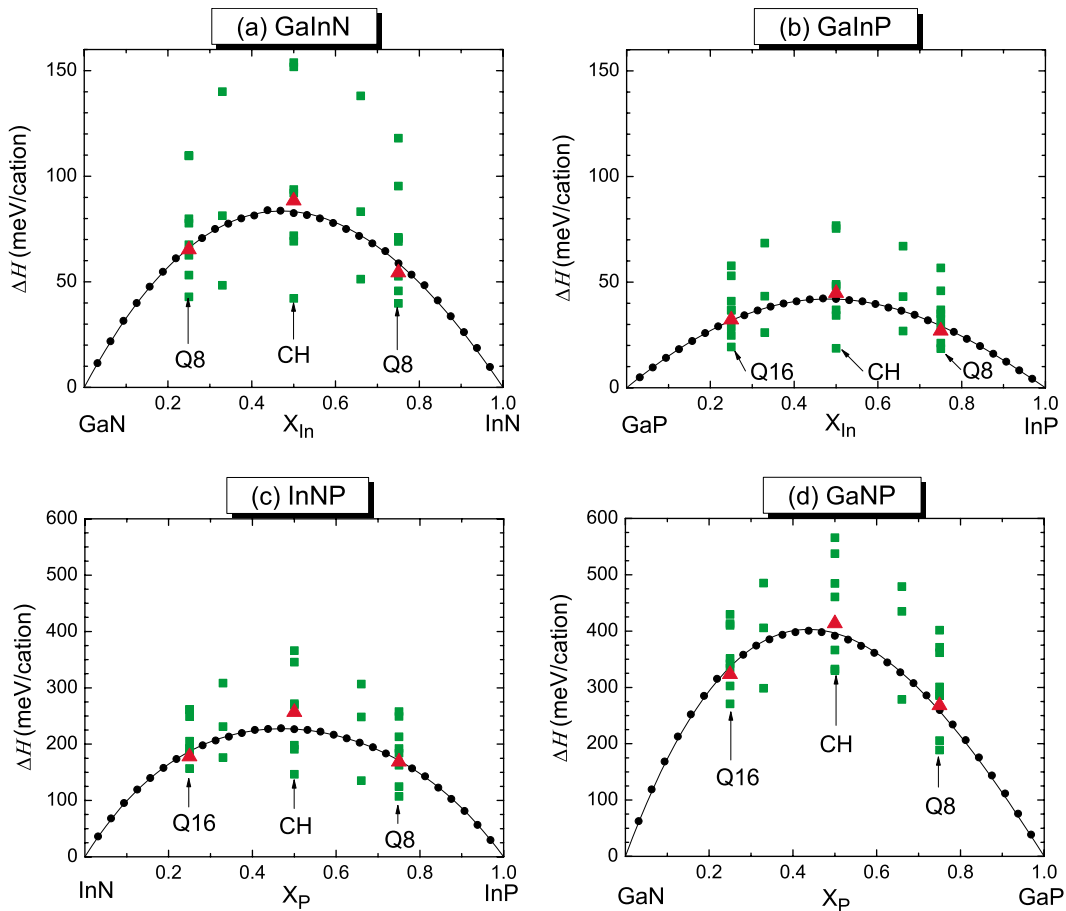 (a) GaInN
ΔH (meV/cation)
150
100
50
0
Q8
CH
Q8
0.2
0.4
0.6
0.8
1.0
GaN
X_In
InN
(b) GaInP
ΔH (meV/cation)
150
100
50
0
Q16
CH
Q8
0.2
0.4
0.6
0.8
1.0
GaP
X_In
InP
(c) InNP
ΔH (meV/cation)
600
500
400
300
200
100
0
Q16
CH
Q8
0.2
0.4
0.6
0.8
1.0
InN
X_P
InP
(d) GaNP
ΔH (meV/cation)
600
500
400
300
200
100
0
Q16
CH
Q8
0.2
0.4
0.6
0.8
1.0
GaN
X_P
GaP